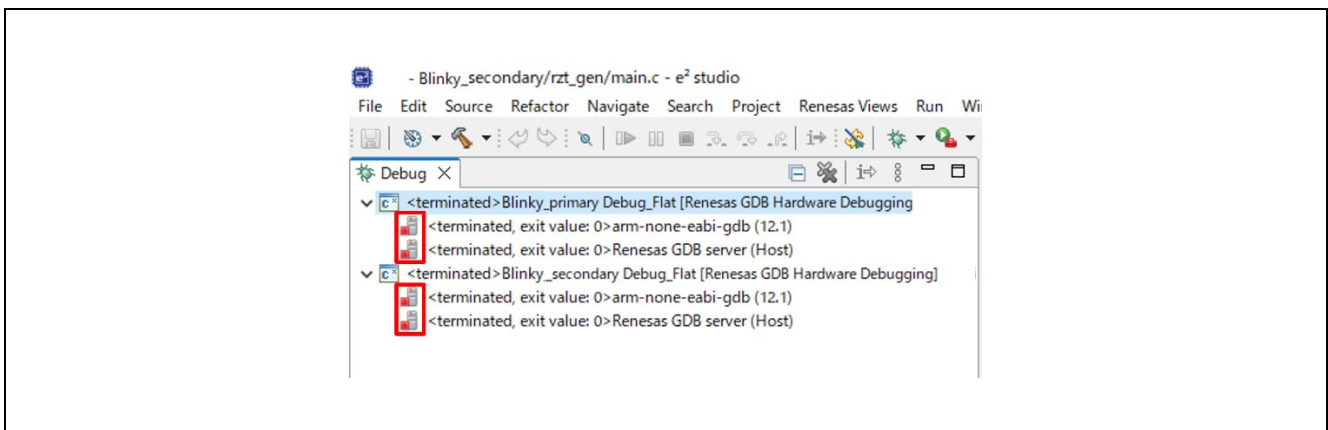 - Blinky_secondary/rzt_gen/main.c - e² studio
File Edit Source Refactor Navigate Search Project Renesas Views Run Wi
Debug
<terminated>Blinky_primary Debug_Flat [Renesas GDB Hardware Debugging
<terminated, exit value: 0>arm-none-eabi-gdb (12.1)
<terminated, exit value: 0>Renesas GDB server (Host)
<terminated>Blinky_secondary Debug_Flat [Renesas GDB Hardware Debugging]
<terminated, exit value: 0>arm-none-eabi-gdb (12.1)
<terminated, exit value: 0>Renesas GDB server (Host)